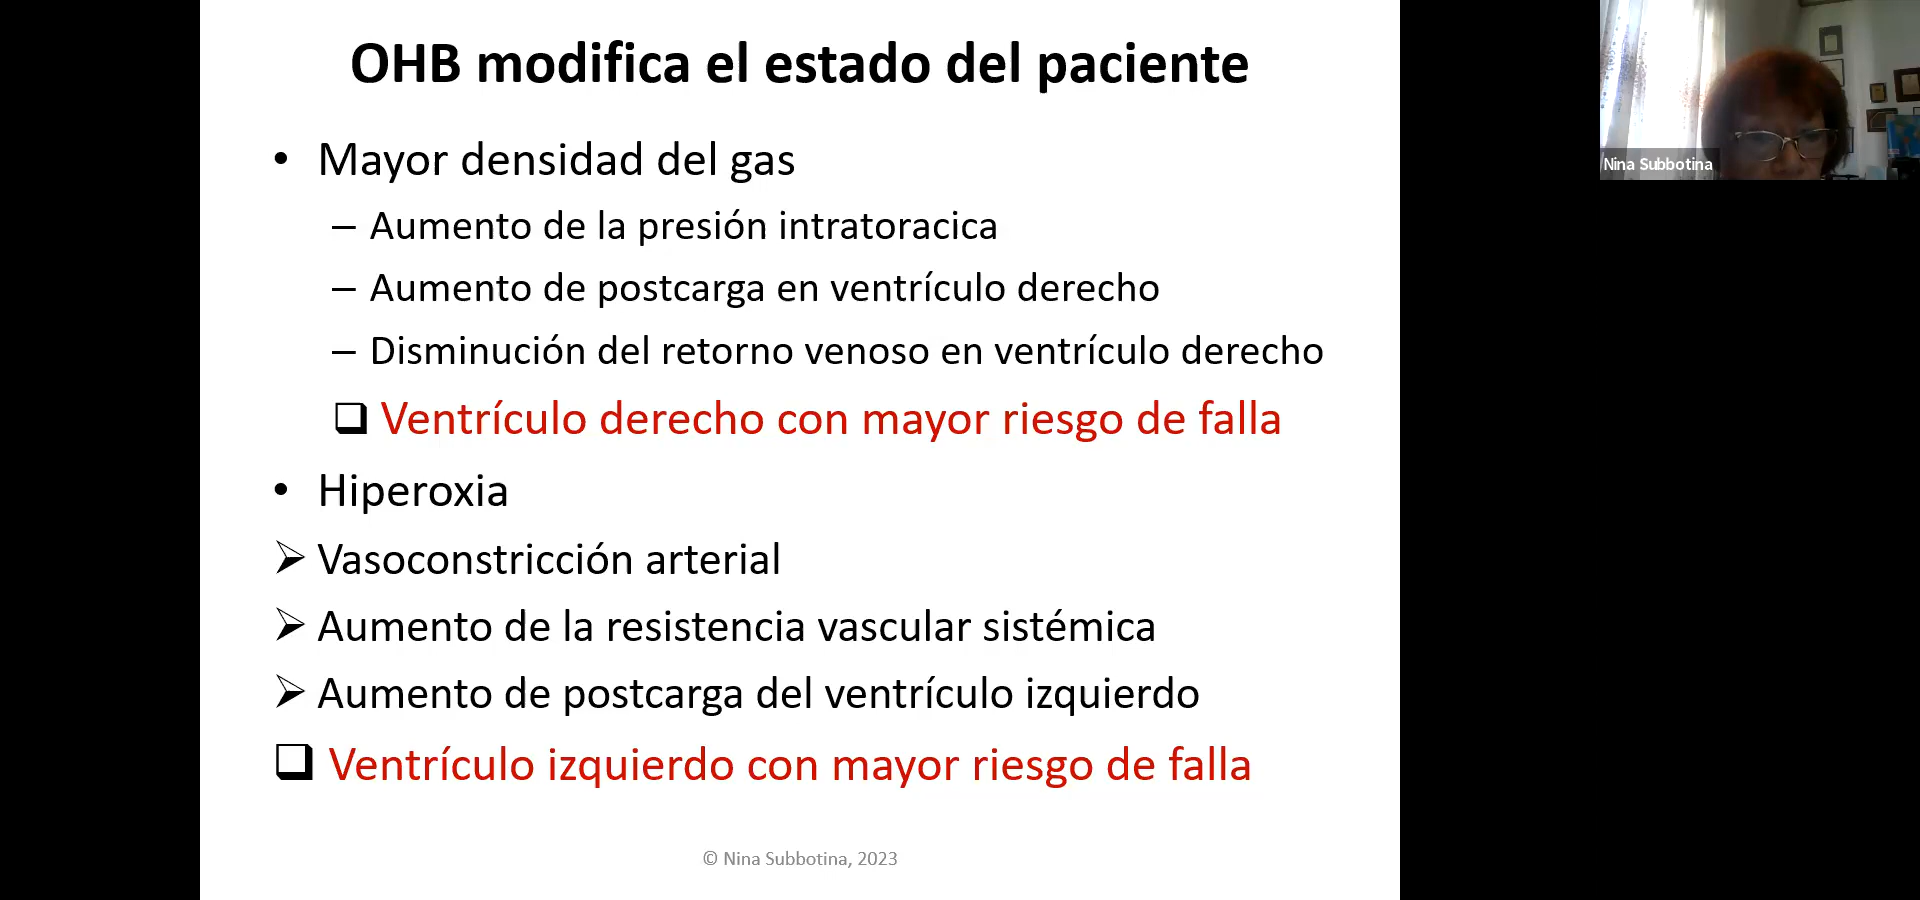 OHB modifica el estado del paciente
• Mayor densidad del gas
– Aumento de la presión intratoracica
– Aumento de postcarga en ventrículo derecho
– Disminución del retorno venoso en ventrículo derecho
❑ Ventrículo derecho con mayor riesgo de falla
• Hiperoxia
➢ Vasoconstricción arterial
➢ Aumento de la resistencia vascular sistémica
➢ Aumento de postcarga del ventrículo izquierdo
❑ Ventrículo izquierdo con mayor riesgo de falla
© Nina Subbotina, 2023
Nina Subbotina